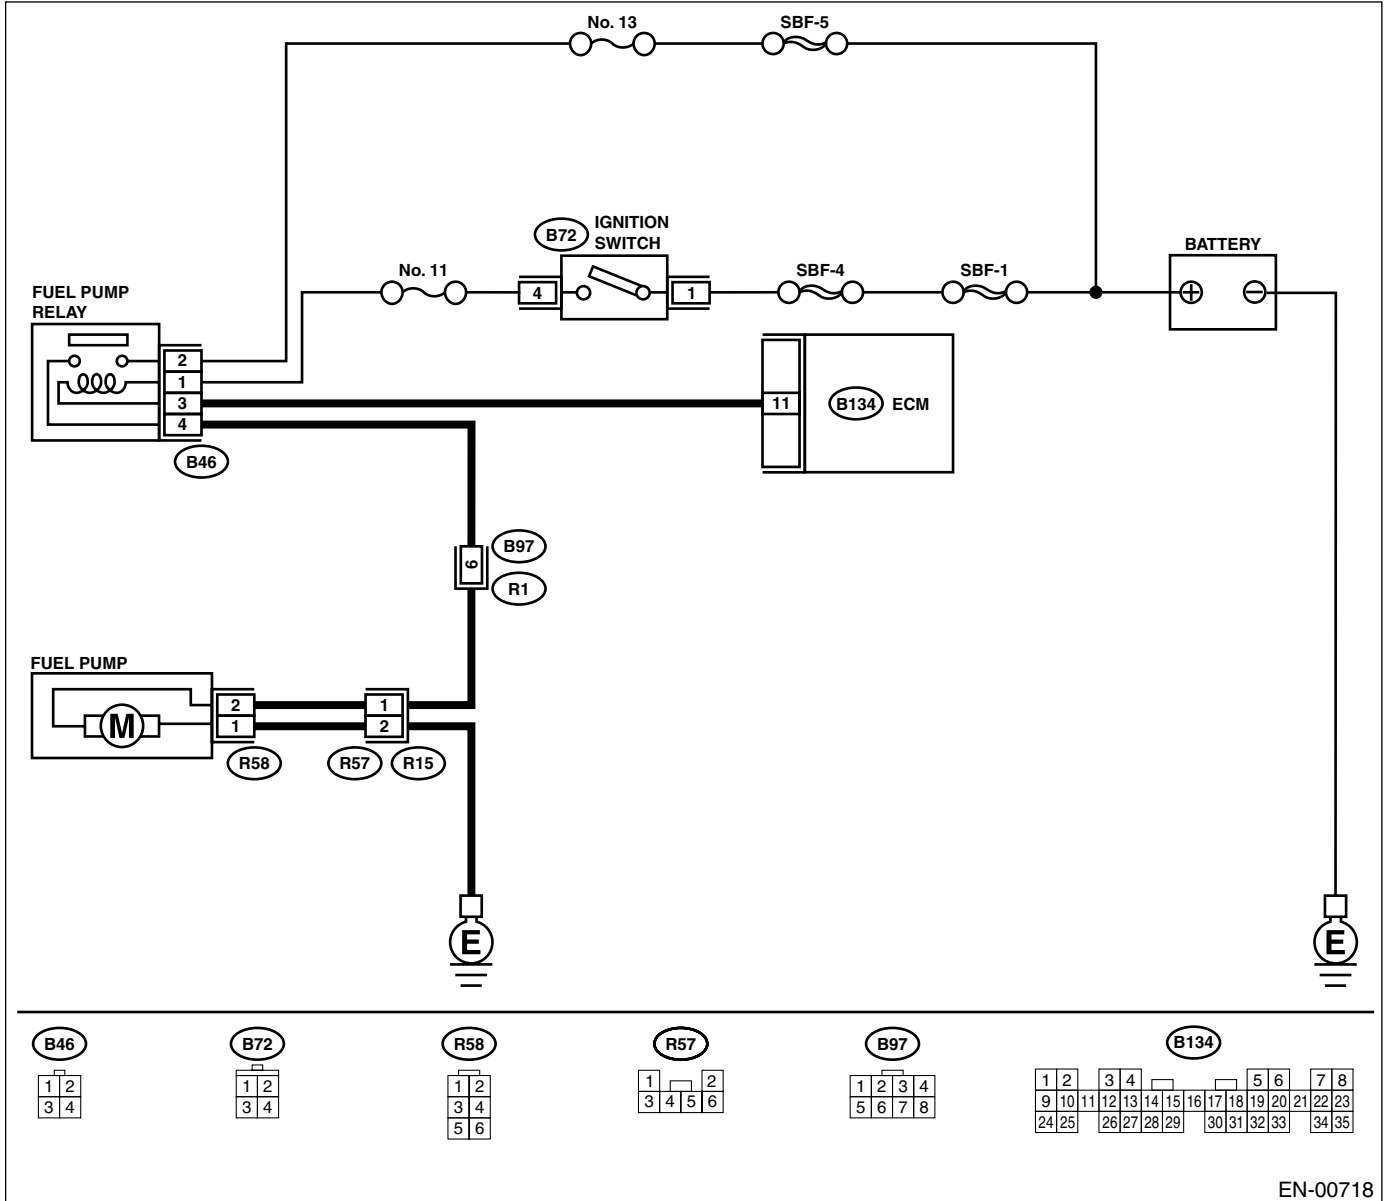 No. 13
SBF-5
IGNITION
SWITCH
B72
BATTERY
No. 11
4
1
SBF-4
SBF-1
+
−
FUEL PUMP
RELAY
2
1
3
4
B46
11
B134
ECM
6
B97
R1
FUEL PUMP
M
2
1
1
2
R58
R57
R15
E
E
B46
B72
R58
R57
B97
B134
1 2
3 4
1 2
3 4
1 2
3 4
5 6
1 2
3 4 5 6
1 2 3 4
5 6 7 8
1 2 3 4 5 6 7 8
9 10 11 12 13 14 15 16 17 18 19 20 21 22 23
24 25 26 27 28 29 30 31 32 33 34 35
EN-00718